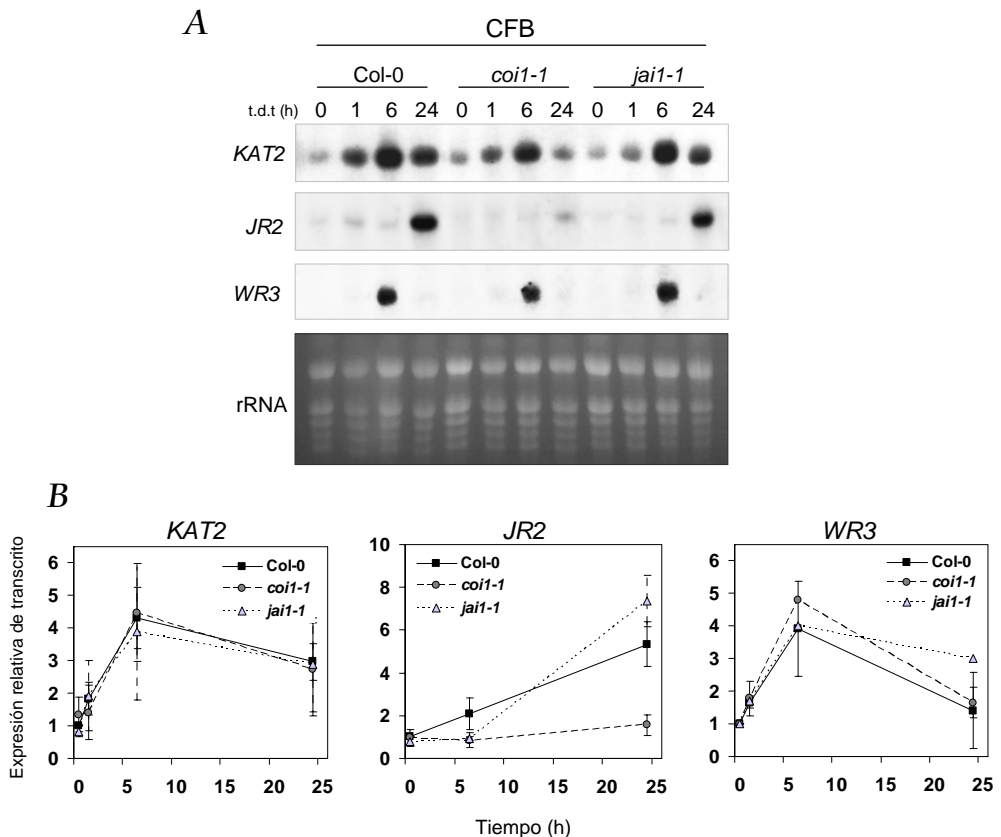 A
CFB
Col-0 coi1-1 jai1-1
t.d.t (h) 0 1 6 24 0 1 6 24 0 1 6 24
KAT2
JR2
WR3
rRNA
B
KAT2 JR2 WR3
Expresión relativa de transcrito
6
5
4
3
2
1
0
Col-0
coi1-1
jai1-1
0 5 10 15 20 25
10
8
6
4
2
0
Col-0
coi1-1
jai1-1
0 5 10 15 20 25
6
5
4
3
2
1
0
Col-0
coi1-1
jai1-1
0 5 10 15 20 25
Tiempo (h)